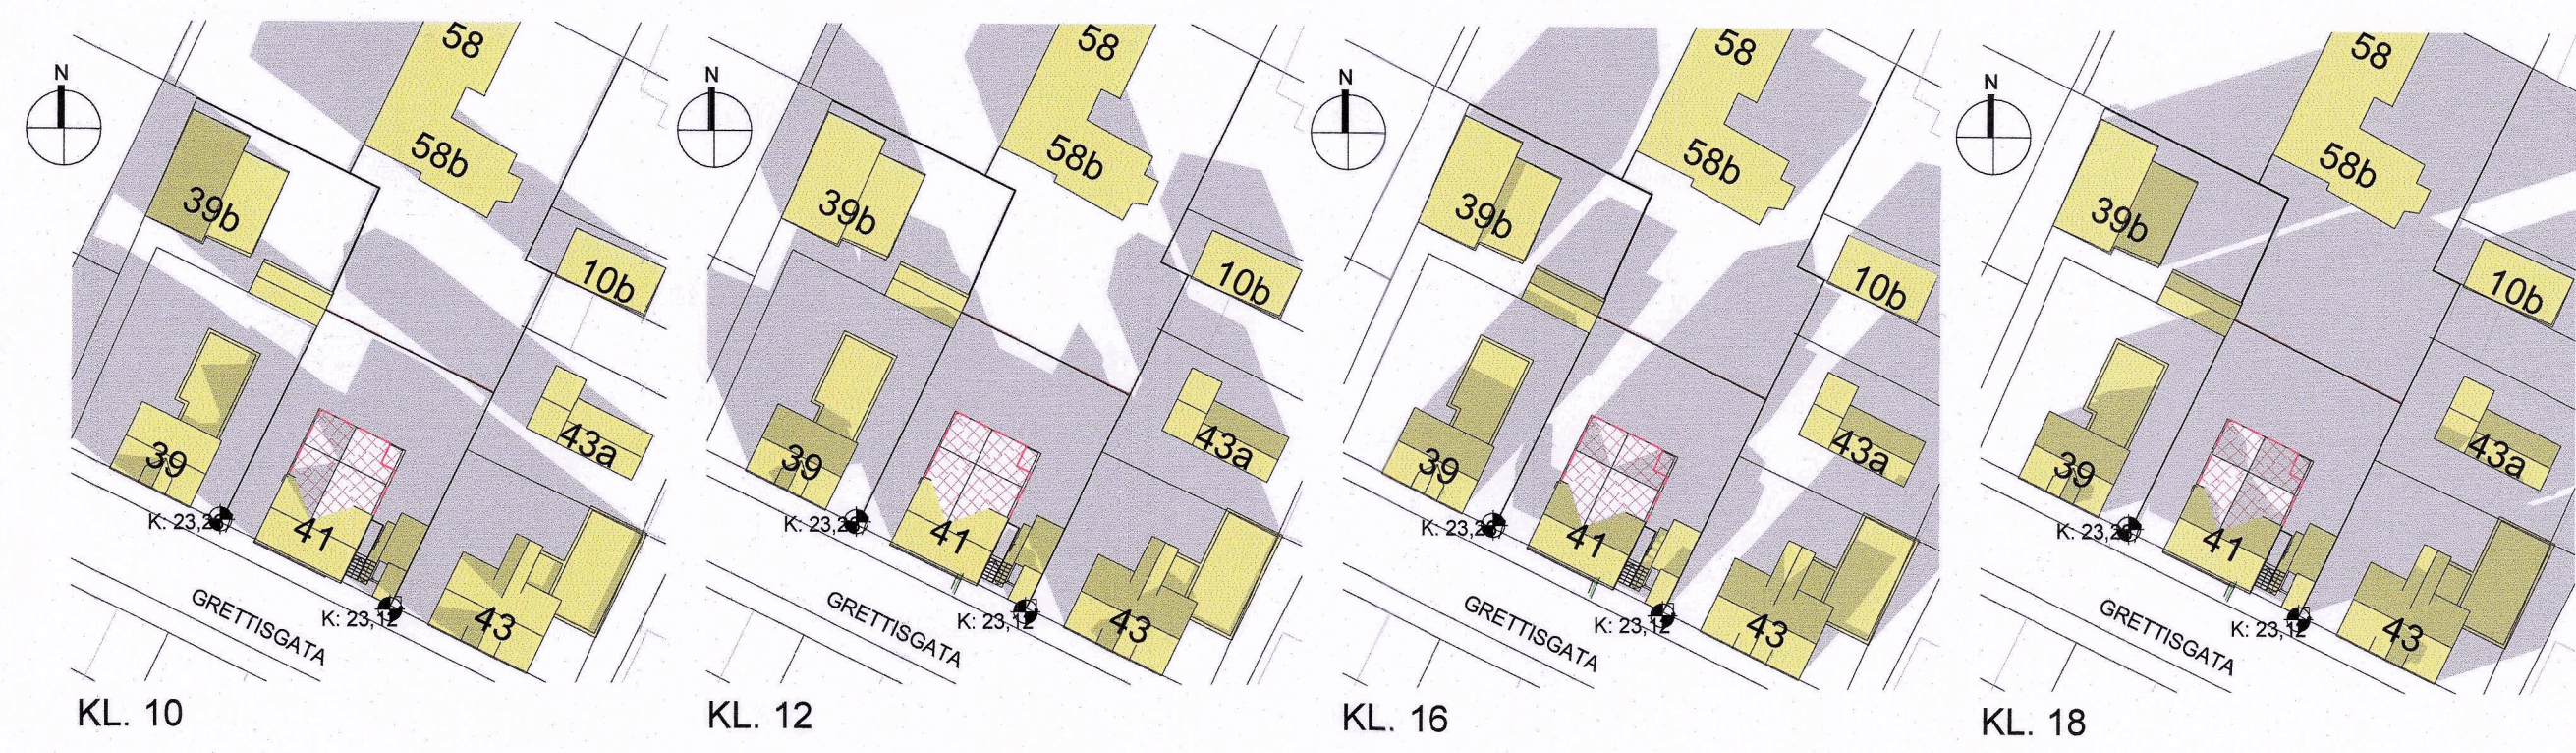 58
N
58b
39b
10b
43a
39
K: 23,2
41
43
K: 23,12
GRETTISGATA
KL. 10
58
N
58b
39b
10b
43a
39
K: 23,2
41
43
K: 23,12
GRETTISGATA
KL. 12
58
N
58b
39b
10b
43a
39
K: 23,2
41
43
K: 23,12
GRETTISGATA
KL. 16
58
N
58b
39b
10b
43a
39
K: 23,2
41
43
K: 23,12
GRETTISGATA
KL. 18